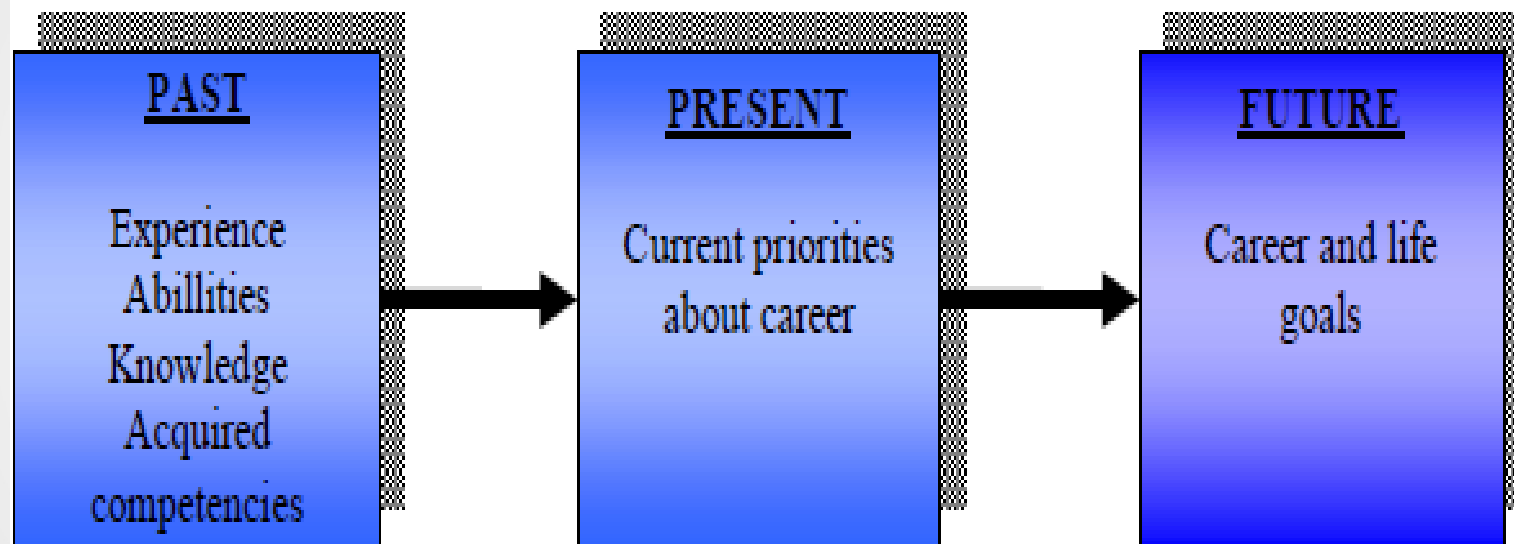 PAST
Experience
Abillities
Knowledge
Acquired
competencies
PRESENT
Current priorities
about career
FUTURE
Career and life
goals